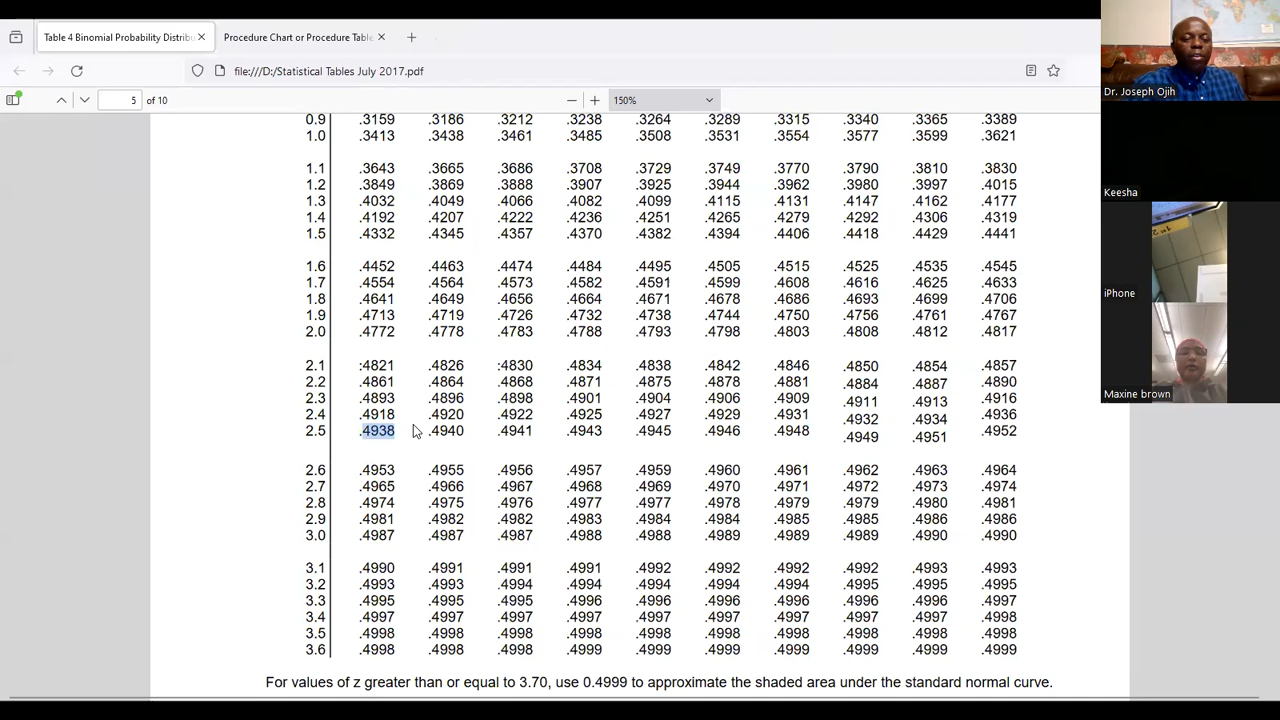 Table 4 Binomial Probability Distribu
Procedure Chart or Procedure Table
file:///D:/Statistical Tables July 2017.pdf
5 of 10
150%
0.9 .3159 .3186 .3212 .3238 .3264 .3289 .3315 .3340 .3365 .3389
1.0 .3413 .3438 .3461 .3485 .3508 .3531 .3554 .3577 .3599 .3621
1.1 .3643 .3665 .3686 .3708 .3729 .3749 .3770 .3790 .3810 .3830
1.2 .3849 .3869 .3888 .3907 .3925 .3944 .3962 .3980 .3997 .4015
1.3 .4032 .4049 .4066 .4082 .4099 .4115 .4131 .4147 .4162 .4177
1.4 .4192 .4207 .4222 .4236 .4251 .4265 .4279 .4292 .4306 .4319
1.5 .4332 .4345 .4357 .4370 .4382 .4394 .4406 .4418 .4429 .4441
1.6 .4452 .4463 .4474 .4484 .4495 .4505 .4515 .4525 .4535 .4545
1.7 .4554 .4564 .4573 .4582 .4591 .4599 .4608 .4616 .4625 .4633
1.8 .4641 .4649 .4656 .4664 .4671 .4678 .4686 .4693 .4699 .4706
1.9 .4713 .4719 .4726 .4732 .4738 .4744 .4750 .4756 .4761 .4767
2.0 .4772 .4778 .4783 .4788 .4793 .4798 .4803 .4808 .4812 .4817
2.1 :4821 .4826 :4830 .4834 .4838 .4842 .4846 .4850 .4854 .4857
2.2 .4861 .4864 .4868 .4871 .4875 .4878 .4881 .4884 .4887 .4890
2.3 .4893 .4896 .4898 .4901 .4904 .4906 .4909 .4911 .4913 .4916
2.4 .4918 .4920 .4922 .4925 .4927 .4929 .4931 .4932 .4934 .4936
2.5 .4938 .4940 .4941 .4943 .4945 .4946 .4948 .4949 .4951 .4952
2.6 .4953 .4955 .4956 .4957 .4959 .4960 .4961 .4962 .4963 .4964
2.7 .4965 .4966 .4967 .4968 .4969 .4970 .4971 .4972 .4973 .4974
2.8 .4974 .4975 .4976 .4977 .4977 .4978 .4979 .4979 .4980 .4981
2.9 .4981 .4982 .4982 .4983 .4984 .4984 .4985 .4985 .4986 .4986
3.0 .4987 .4987 .4987 .4988 .4988 .4989 .4989 .4989 .4990 .4990
3.1 .4990 .4991 .4991 .4991 .4992 .4992 .4992 .4992 .4993 .4993
3.2 .4993 .4993 .4994 .4994 .4994 .4994 .4994 .4995 .4995 .4995
3.3 .4995 .4995 .4995 .4996 .4996 .4996 .4996 .4996 .4996 .4997
3.4 .4997 .4997 .4997 .4997 .4997 .4997 .4997 .4997 .4997 .4998
3.5 .4998 .4998 .4998 .4998 .4998 .4998 .4998 .4998 .4998 .4998
3.6 .4998 .4998 .4998 .4999 .4999 .4999 .4999 .4999 .4999 .4999
For values of z greater than or equal to 3.70, use 0.4999 to approximate the shaded area under the standard normal curve.
Dr. Joseph Ojih
Keesha
iPhone
Maxine brown